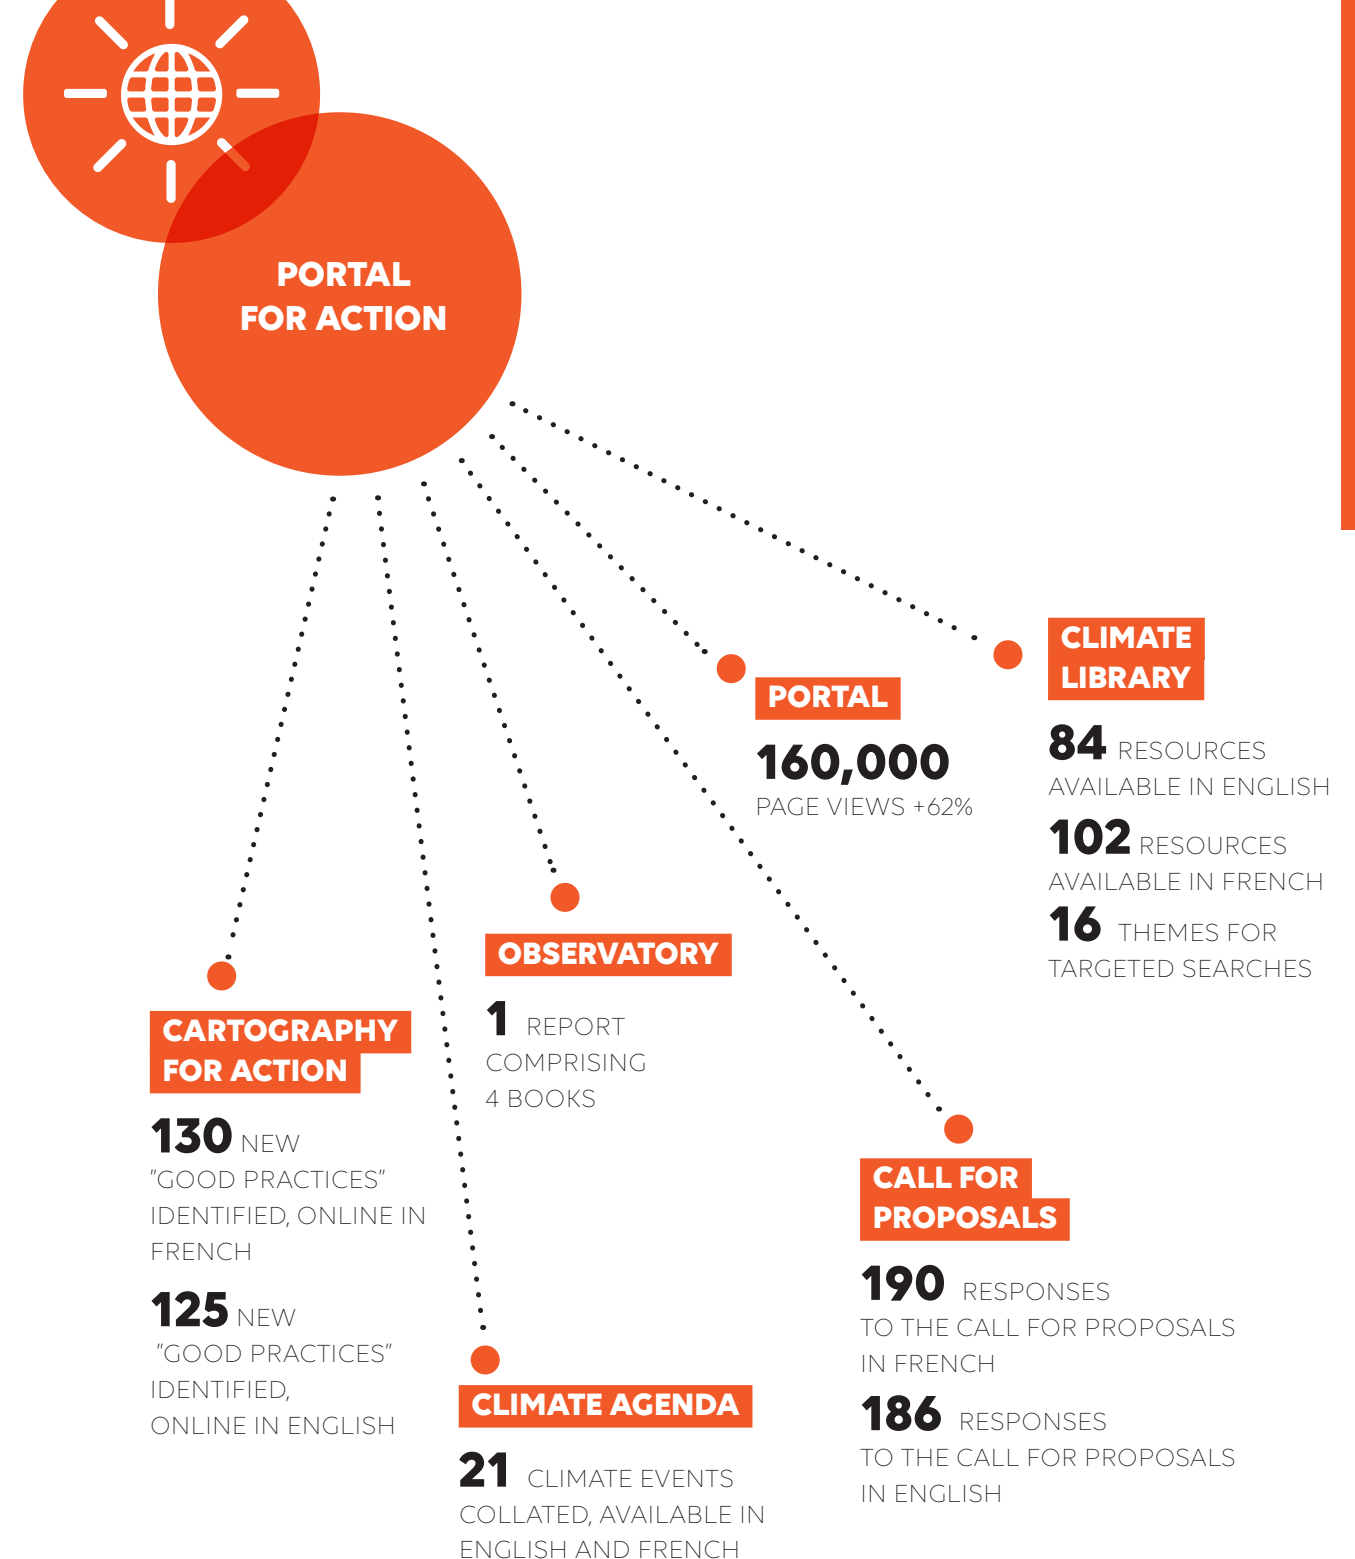 PORTAL
FOR ACTION
CLIMATE
LIBRARY
84 RESOURCES
AVAILABLE IN ENGLISH
102 RESOURCES
AVAILABLE IN FRENCH
16 THEMES FOR
TARGETED SEARCHES
PORTAL
160,000
PAGE VIEWS +62%
OBSERVATORY
1 REPORT
COMPRISING
4 BOOKS
CARTOGRAPHY
FOR ACTION
130 NEW
"GOOD PRACTICES"
IDENTIFIED, ONLINE IN
FRENCH
125 NEW
"GOOD PRACTICES"
IDENTIFIED,
ONLINE IN ENGLISH
CALL FOR
PROPOSALS
190 RESPONSES
TO THE CALL FOR PROPOSALS
IN FRENCH
186 RESPONSES
TO THE CALL FOR PROPOSALS
IN ENGLISH
CLIMATE AGENDA
21 CLIMATE EVENTS
COLLATED, AVAILABLE IN
ENGLISH AND FRENCH